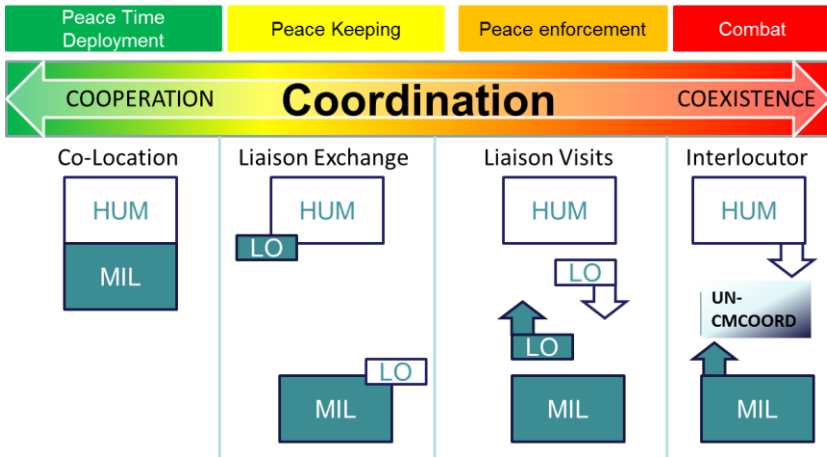 Peace Time
Deployment
Peace Keeping
Peace enforcement
Combat
COOPERATION
Coordination
COEXISTENCE
Co-Location
Liaison Exchange
Liaison Visits
Interlocutor
HUM
MIL
HUM
LO
LO
MIL
HUM
LO
LO
MIL
HUM
UN-
CMCOORD
MIL